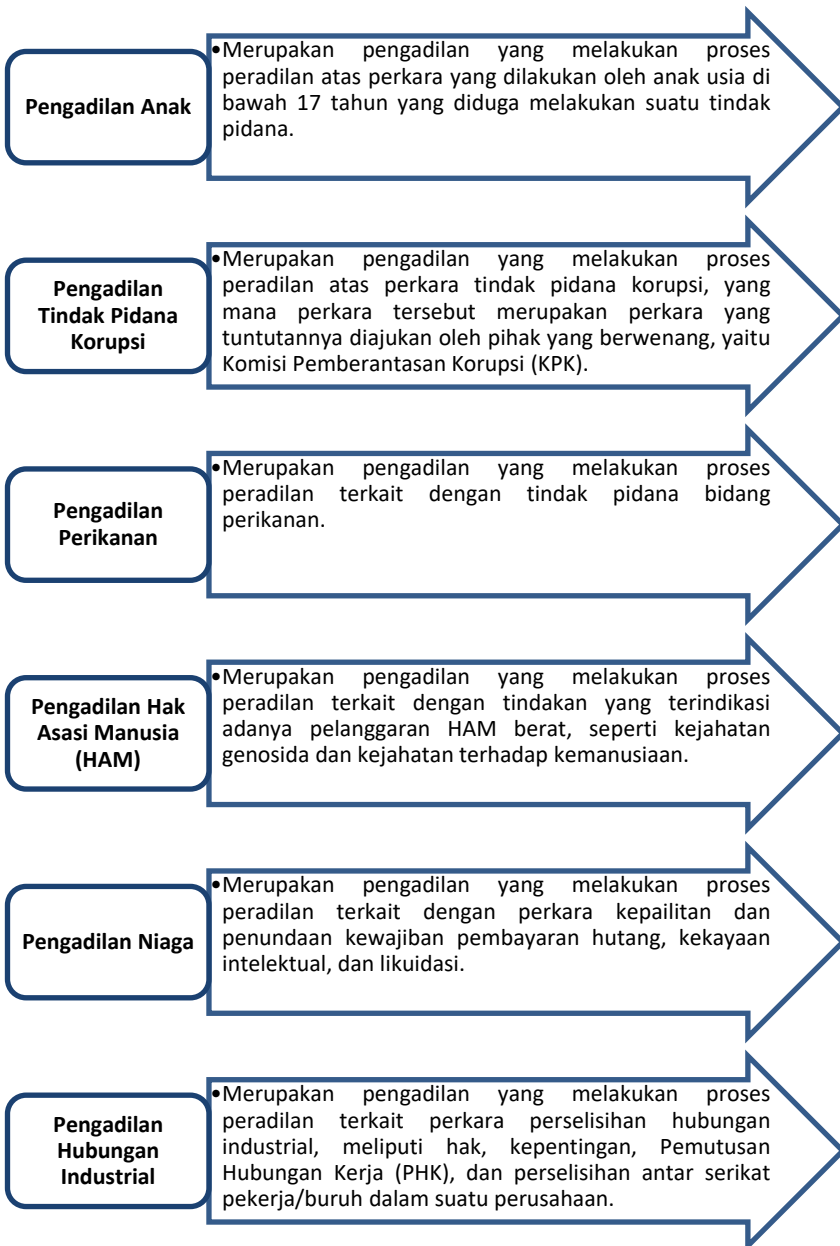 Pengadilan Anak
•Merupakan pengadilan yang melakukan proses
peradilan atas perkara yang dilakukan oleh anak usia di
bawah 17 tahun yang diduga melakukan suatu tindak
pidana.
Pengadilan
Tindak Pidana
Korupsi
•Merupakan pengadilan yang melakukan proses
peradilan atas perkara tindak pidana korupsi, yang
mana perkara tersebut merupakan perkara yang
tuntutannya diajukan oleh pihak yang berwenang, yaitu
Komisi Pemberantasan Korupsi (KPK).
Pengadilan
Perikanan
•Merupakan pengadilan yang melakukan proses
peradilan terkait dengan tindak pidana bidang
perikanan.
Pengadilan Hak
Asasi Manusia
(HAM)
•Merupakan pengadilan yang melakukan proses
peradilan terkait dengan tindakan yang terindikasi
adanya pelanggaran HAM berat, seperti kejahatan
genosida dan kejahatan terhadap kemanusiaan.
Pengadilan Niaga
•Merupakan pengadilan yang melakukan proses
peradilan terkait dengan perkara kepailitan dan
penundaan kewajiban pembayaran hutang, kekayaan
intelektual, dan likuidasi.
Pengadilan
Hubungan
Industrial
•Merupakan pengadilan yang melakukan proses
peradilan terkait perkara perselisihan hubungan
industrial, meliputi hak, kepentingan, Pemutusan
Hubungan Kerja (PHK), dan perselisihan antar serikat
pekerja/buruh dalam suatu perusahaan.